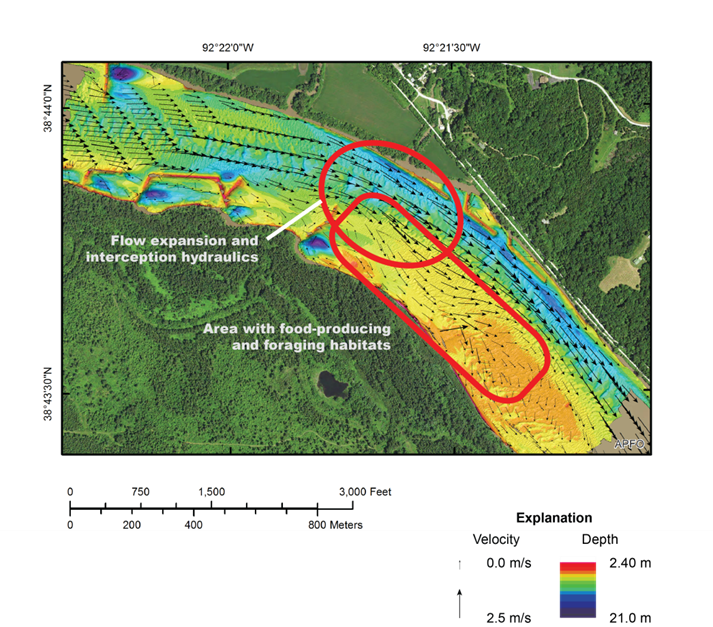 92°22'0"W
92°21'30"W
38°44'0"N
38°43'30"N
Flow expansion and
interception hydraulics
Area with food-producing
and foraging habitats
APFO
0 750 1,500 3,000 Feet
0 200 400 800 Meters
Explanation
Velocity Depth
0.0 m/s 2.40 m
2.5 m/s 21.0 m